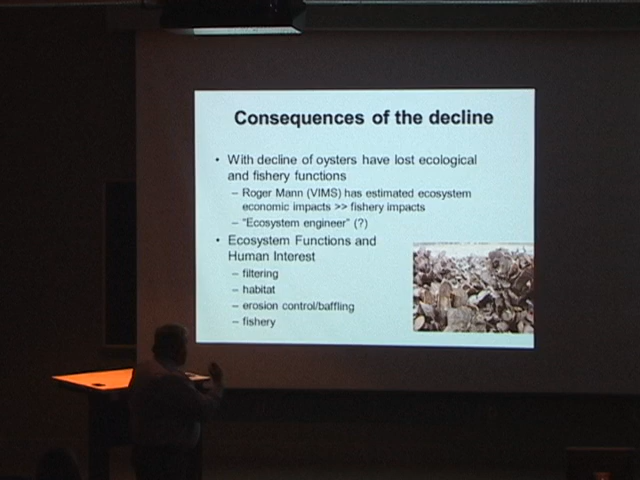 Consequences of the decline
• With decline of oysters have lost ecological
and fishery functions
– Roger Mann (VIMS) has estimated ecosystem
economic impacts >> fishery impacts
– "Ecosystem engineer" (?)
• Ecosystem Functions and
Human Interest
– filtering
– habitat
– erosion control/baffling
– fishery